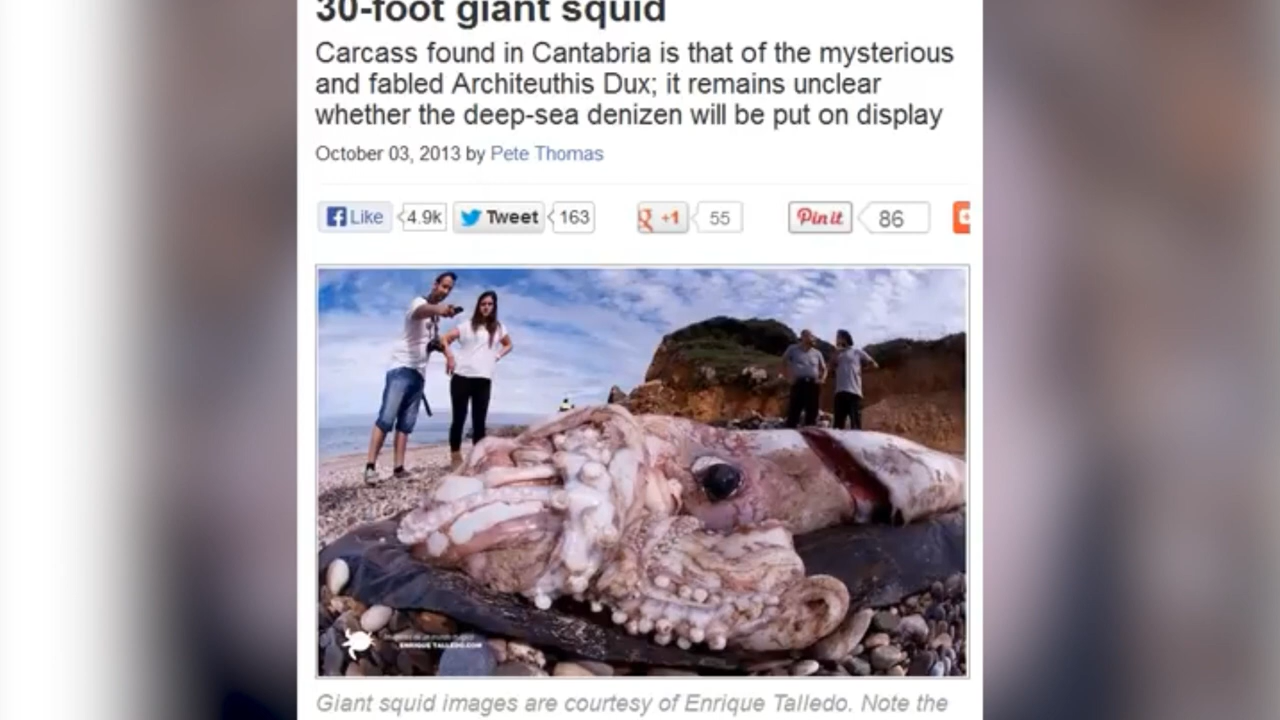 30-foot giant squid
Carcass found in Cantabria is that of the mysterious
and fabled Architeuthis Dux; it remains unclear
whether the deep-sea denizen will be put on display
October 03, 2013 by Pete Thomas
Like 4.9k Tweet 163 +1 55 Pin it 86
ENRIQUE TALLEDO.COM
Giant squid images are courtesy of Enrique Talledo. Note the